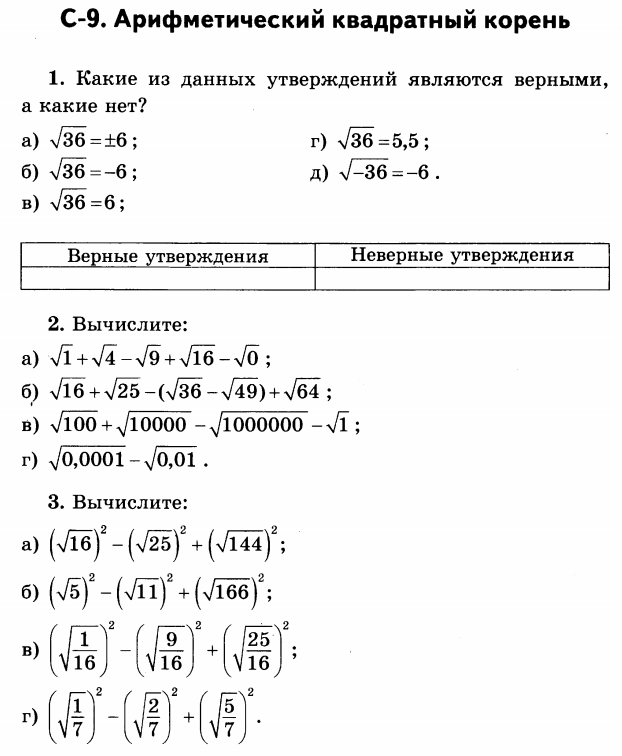 С-9. Арифметический квадратный корень
1. Какие из данных утверждений являются верными,
а какие нет?
а) √36 = ±6 ; г) √36 = 5,5 ;
б) √36 = −6 ; д) √−36 = −6 .
в) √36 = 6 ;
Верные утверждения Неверные утверждения
2. Вычислите:
а) √1 + √4 − √9 + √16 − √0 ;
б) √16 + √25 − (√36 − √49) + √64 ;
в) √100 + √10000 − √1000000 − √1 ;
г) √0,0001 − √0,01 .
3. Вычислите:
а) (√16)² − (√25)² + (√144)² ;
б) (√5)² − (√11)² + (√166)² ;
в) (√(1/16))² − (√(9/16))² + (√(25/16))² ;
г) (√(1/7))² − (√(2/7))² + (√(5/7))² .